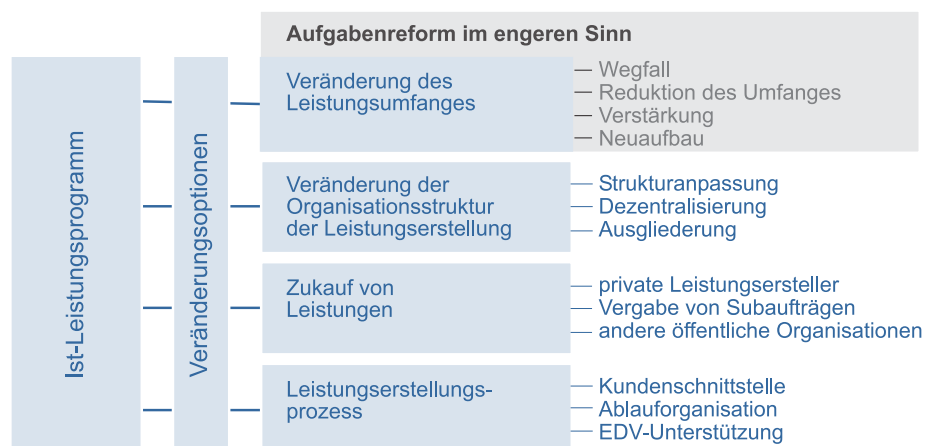 Aufgabenreform im engeren Sinn
Ist-Leistungsprogramm
Veränderungsoptionen
Veränderung des
Leistungsumfanges
Wegfall
Reduktion des Umfanges
Verstärkung
Neuaufbau
Veränderung der
Organisationsstruktur
der Leistungserstellung
Strukturanpassung
Dezentralisierung
Ausgliederung
Zukauf von
Leistungen
private Leistungsersteller
Vergabe von Subaufträgen
andere öffentliche Organisationen
Leistungserstellungs-
prozess
Kundenschnittstelle
Ablauforganisation
EDV-Unterstützung